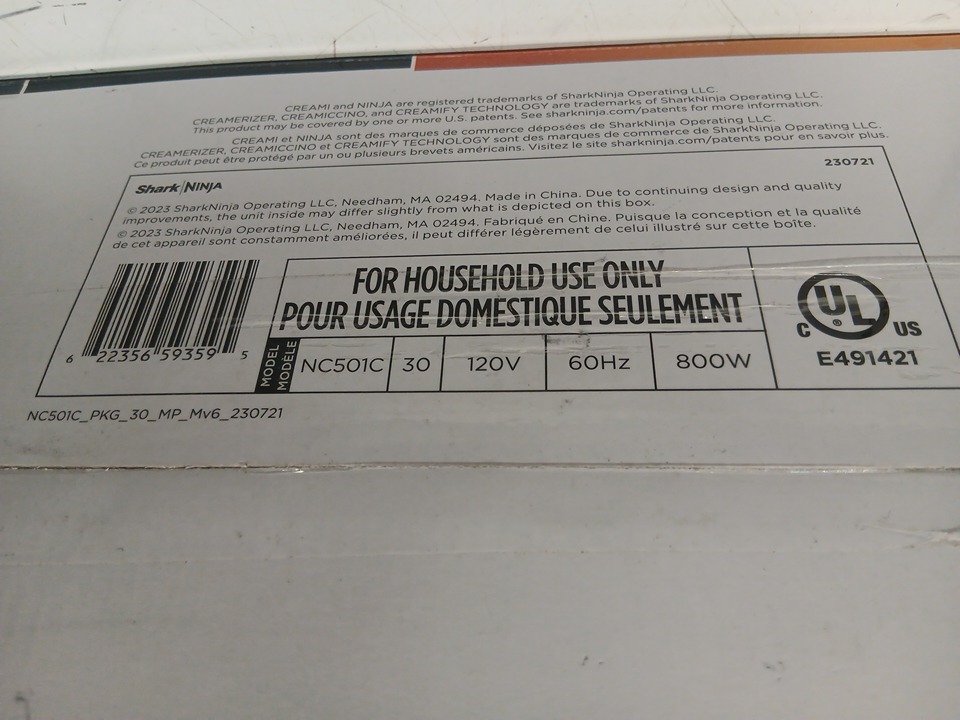 CREAMI and NINJA are registered trademarks of SharkNinja Operating LLC.
CREAMERIZER, CREAMICCINO, and CREAMIFY TECHNOLOGY are trademarks of SharkNinja Operating LLC.
This product may be covered by one or more U.S. patents. See sharkninja.com/patents for more information.
CREAMI et NINJA sont des marques de commerce déposées de SharkNinja Operating LLC.
CREAMERIZER, CREAMICCINO et CREAMIFY TECHNOLOGY sont des marques de commerce de SharkNinja Operating LLC.
Ce produit peut être protégé par un ou plusieurs brevets américains. Visitez le site sharkninja.com/patents pour en savoir plus.
230721
Shark|NINJA
© 2023 SharkNinja Operating LLC, Needham, MA 02494. Made in China. Due to continuing design and quality
improvements, the unit inside may differ slightly from what is depicted on this box.
© 2023 SharkNinja Operating LLC, Needham, MA 02494, Fabriqué en Chine. Puisque la conception et la qualité
de cet appareil sont constamment améliorées, il peut différer légèrement de celui illustré sur cette boîte.
FOR HOUSEHOLD USE ONLY
POUR USAGE DOMESTIQUE SEULEMENT
6 22356 59359 5
MODEL
MODÈLE
NC501C 30 120V 60Hz 800W
C UL ® US
E491421
NC501C_PKG_30_MP_Mv6_230721